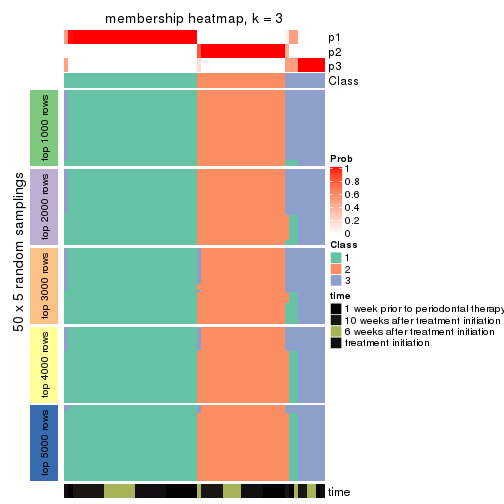 membership heatmap, k = 3
p1
p2
p3
Class
50 x 5 random samplings
top 1000 rows
top 2000 rows
top 3000 rows
top 4000 rows
top 5000 rows
Prob
1
0.8
0.6
0.4
0.2
0
Class
1
2
3
time
1 week prior to periodontal therapy
10 weeks after treatment initiation
6 weeks after treatment initiation
treatment initiation
time